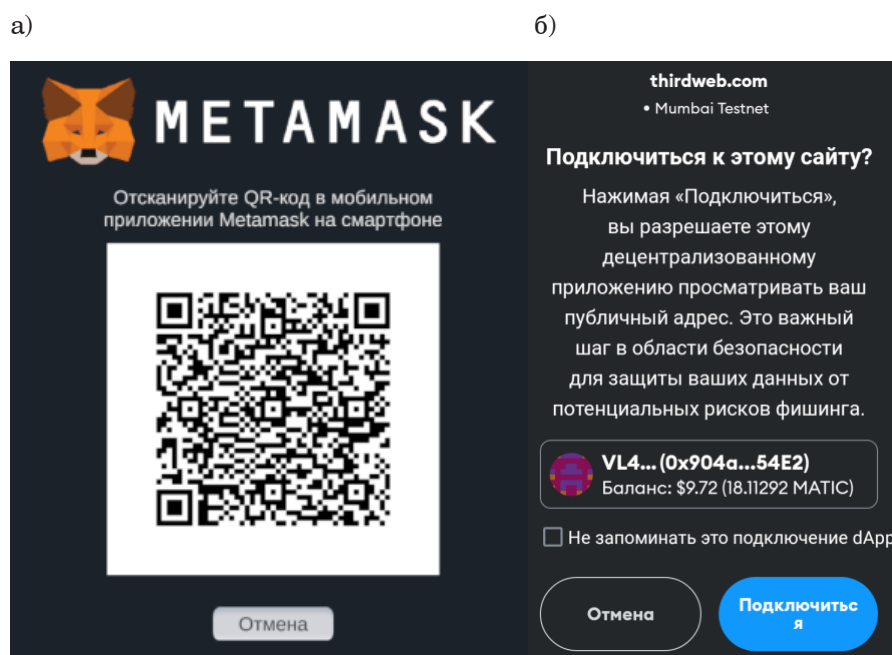 а)
б)
METAMASK
Отсканируйте QR-код в мобильном
приложении Metamask на смартфоне
Отмена
thirdweb.com
• Mumbai Testnet
Подключиться к этому сайту?
Нажимая «Подключиться»,
вы разрешаете этому
децентрализованному
приложению просматривать ваш
публичный адрес. Это важный
шаг в области безопасности
для защиты ваших данных от
потенциальных рисков фишинга.
VL4... (0x904a...54E2)
Баланс: $9.72 (18.11292 MATIC)
Не запоминать это подключение dApp
Отмена
Подключитьс
я